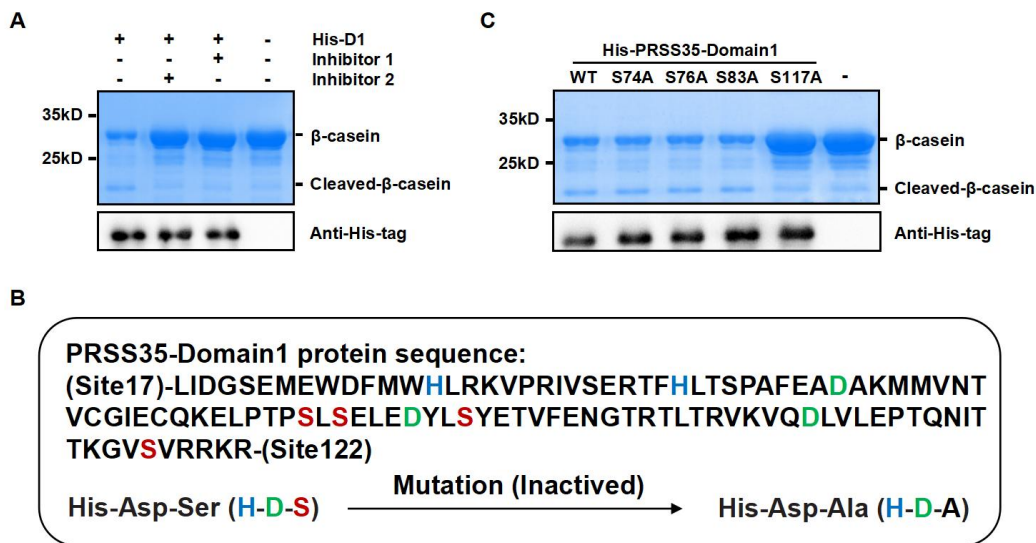 A
+ + + - His-D1
- - + - Inhibitor 1
- + - - Inhibitor 2
35kD
25kD
β-casein
Cleaved-β-casein
Anti-His-tag
C
His-PRSS35-Domain1
WT S74A S76A S83A S117A -
35kD
25kD
β-casein
Cleaved-β-casein
Anti-His-tag
B
PRSS35-Domain1 protein sequence:
(Site17)-LIDGSEMEWDFMWHLRKVPRIVSERTFHLTSPAFEADAKMMVNT
VCGIECQKELPTPSLSELEDYLSYETVFENGTRTLTRVKVQDLVLEPTQNIT
TKGVSVRRKR-(Site122)
His-Asp-Ser (H-D-S)
Mutation (Inactived)
His-Asp-Ala (H-D-A)